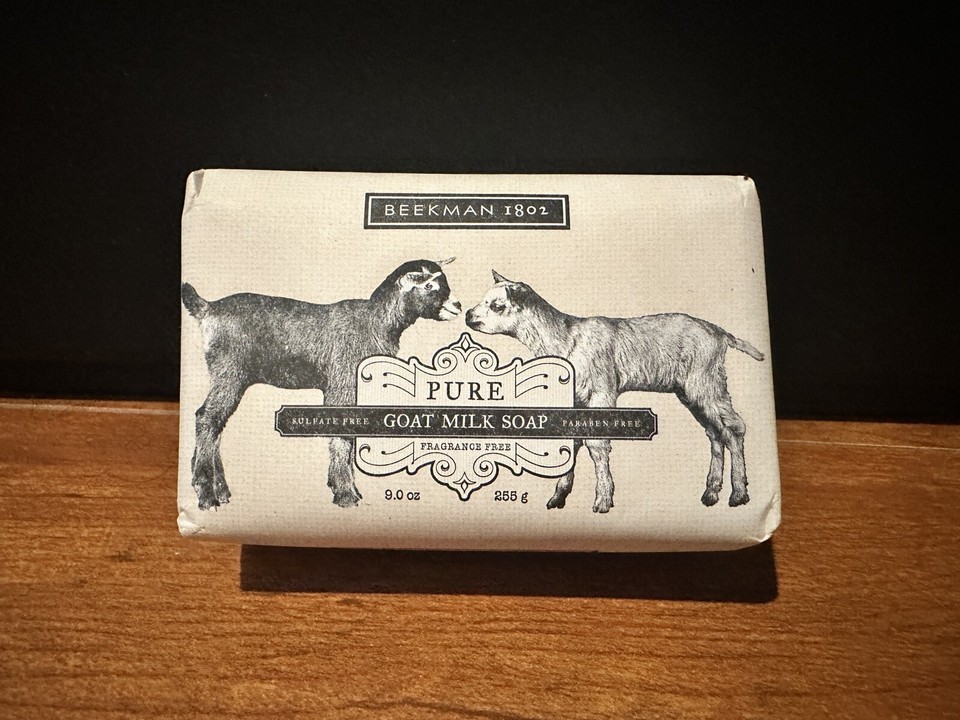 BEEKMAN 1802
PURE
SULFATE FREE GOAT MILK SOAP PARABEN FREE
FRAGRANCE FREE
9.0 oz 255 g